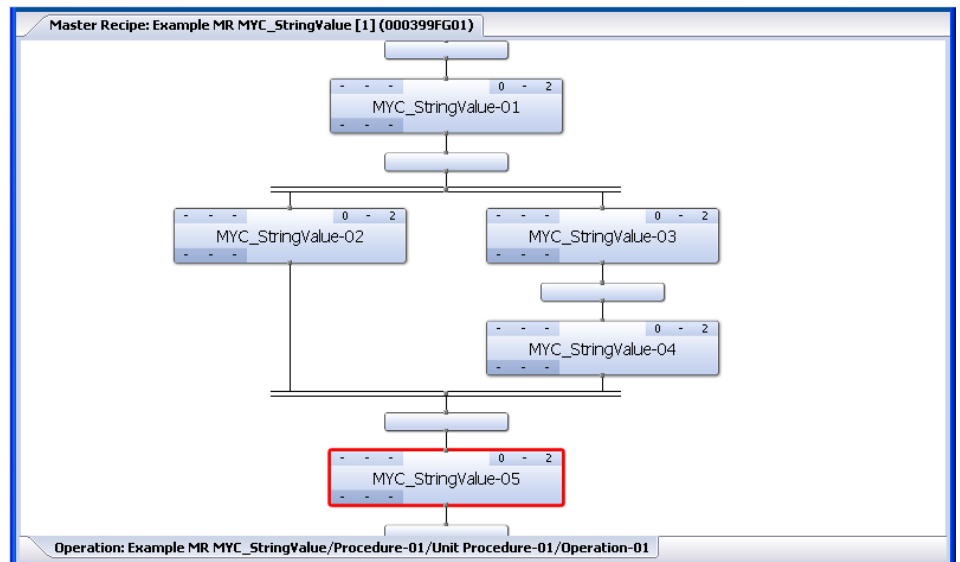 Master Recipe: Example MR MYC_StringValue [1] (000399FG01)
- - - 0 - 2
MYC_StringValue-01
- - -
- - - 0 - 2
MYC_StringValue-02
- - -
- - - 0 - 2
MYC_StringValue-03
- - -
- - - 0 - 2
MYC_StringValue-04
- - -
- - - 0 - 2
MYC_StringValue-05
- - -
Operation: Example MR MYC_StringValue/Procedure-01/Unit Procedure-01/Operation-01